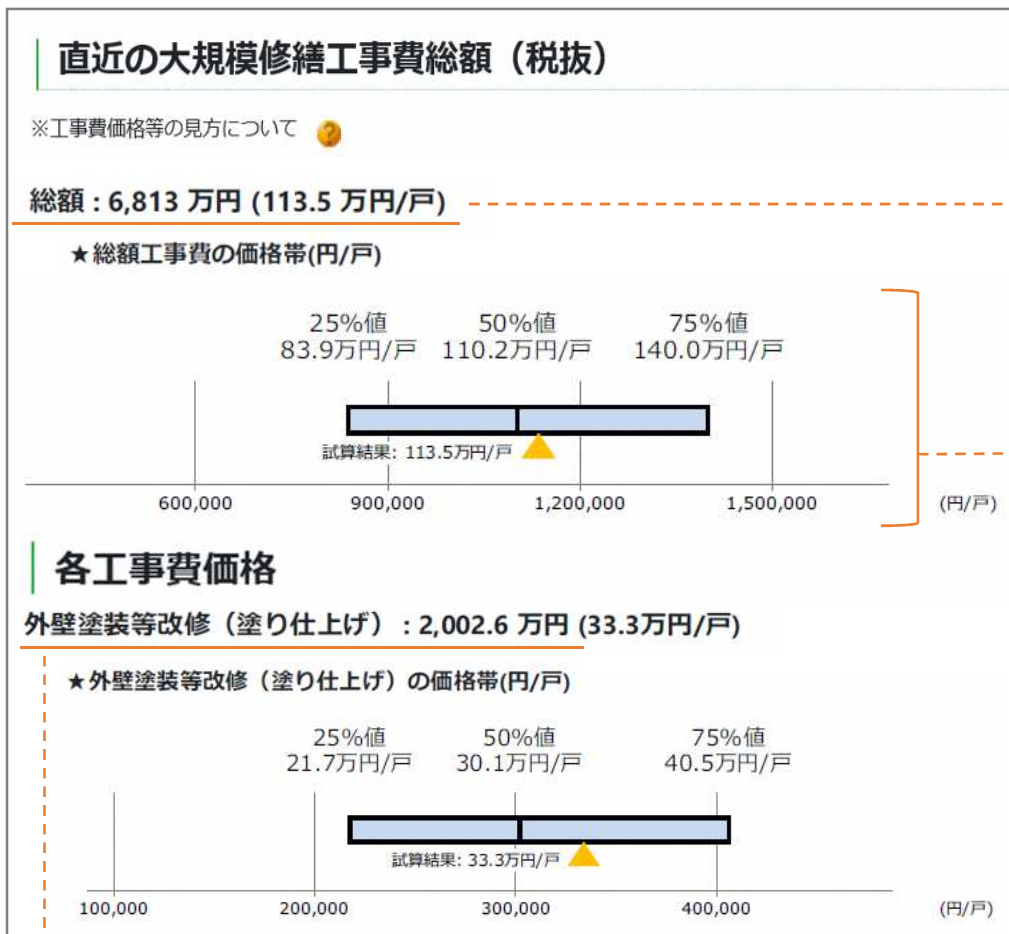 直近の大規模修繕工事費総額（税抜）
※工事費価格等の見方について ?
総額 : 6,813 万円 (113.5 万円/戸)
★総額工事費の価格帯(円/戸)
25%値 50%値 75%値
83.9万円/戸 110.2万円/戸 140.0万円/戸
試算結果: 113.5万円/戸
600,000 900,000 1,200,000 1,500,000 (円/戸)
各工事費価格
外壁塗装等改修（塗り仕上げ）: 2,002.6 万円 (33.3万円/戸)
★外壁塗装等改修（塗り仕上げ）の価格帯(円/戸)
25%値 50%値 75%値
21.7万円/戸 30.1万円/戸 40.5万円/戸
試算結果: 33.3万円/戸
100,000 200,000 300,000 400,000 (円/戸)